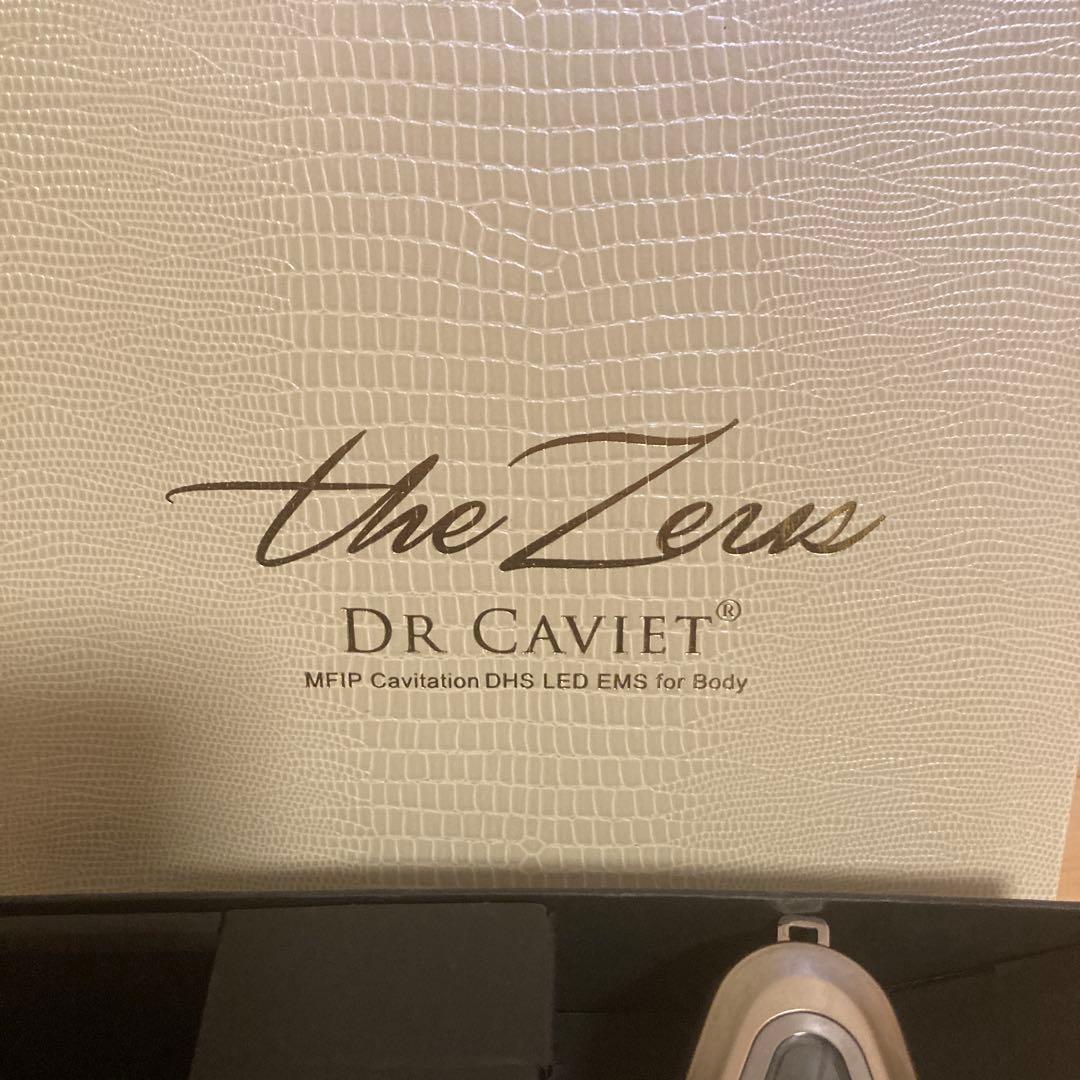 the Zeus
DR CAVIET®
MFIP Cavitation DHS LED EMS for Body